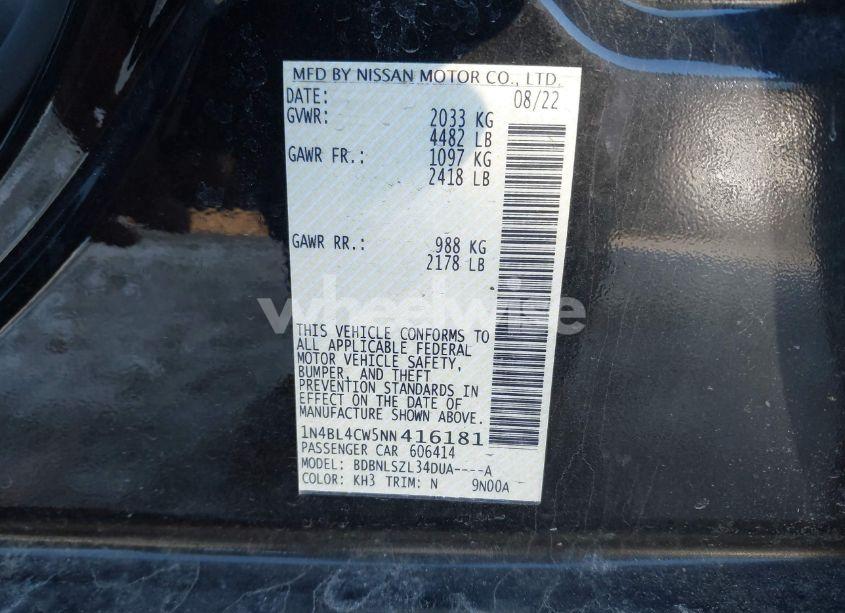 MFD BY NISSAN MOTOR CO., LTD.
DATE: 08/22
GVWR: 2033 KG
4482 LB
GAWR FR.: 1097 KG
2418 LB
GAWR RR.: 988 KG
2178 LB
wheelwise
THIS VEHICLE CONFORMS TO
ALL APPLICABLE FEDERAL
MOTOR VEHICLE SAFETY,
BUMPER, AND THEFT
PREVENTION STANDARDS IN
EFFECT ON THE DATE OF
MANUFACTURE SHOWN ABOVE.
1N4BL4CW5NN416181
PASSENGER CAR 606414
MODEL: BDBNLSZL34DUA----A
COLOR: KH3 TRIM: N 9N00A